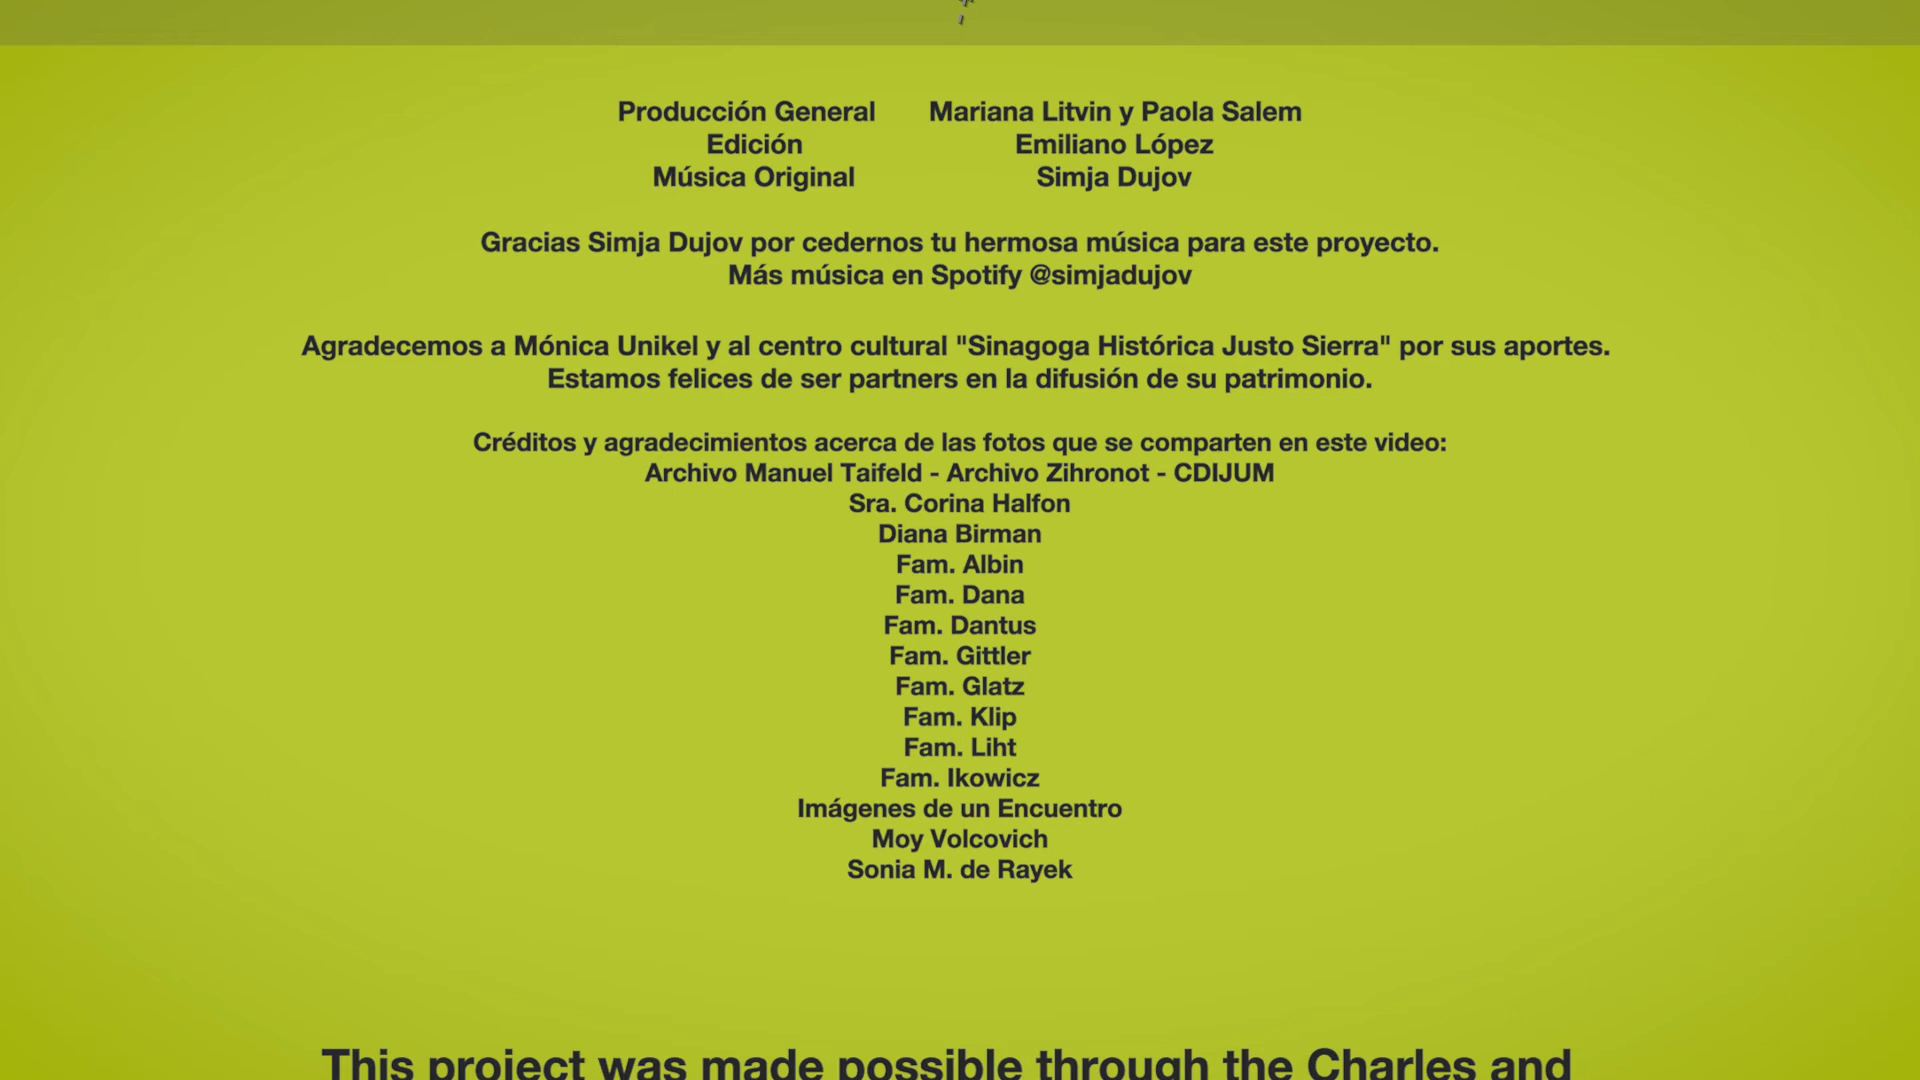 Producción General Mariana Litvin y Paola Salem
Edición Emiliano López
Música Original Simja Dujov
Gracias Simja Dujov por cedernos tu hermosa música para este proyecto.
Más música en Spotify @simjadujov
Agradecemos a Mónica Unikel y al centro cultural "Sinagoga Histórica Justo Sierra" por sus aportes.
Estamos felices de ser partners en la difusión de su patrimonio.
Créditos y agradecimientos acerca de las fotos que se comparten en este video:
Archivo Manuel Taifeld - Archivo Zihronot - CDIJUM
Sra. Corina Halfon
Diana Birman
Fam. Albin
Fam. Dana
Fam. Dantus
Fam. Gittler
Fam. Glatz
Fam. Klip
Fam. Liht
Fam. Ikowicz
Imágenes de un Encuentro
Moy Volcovich
Sonia M. de Rayek
This project was made possible through the Charles and